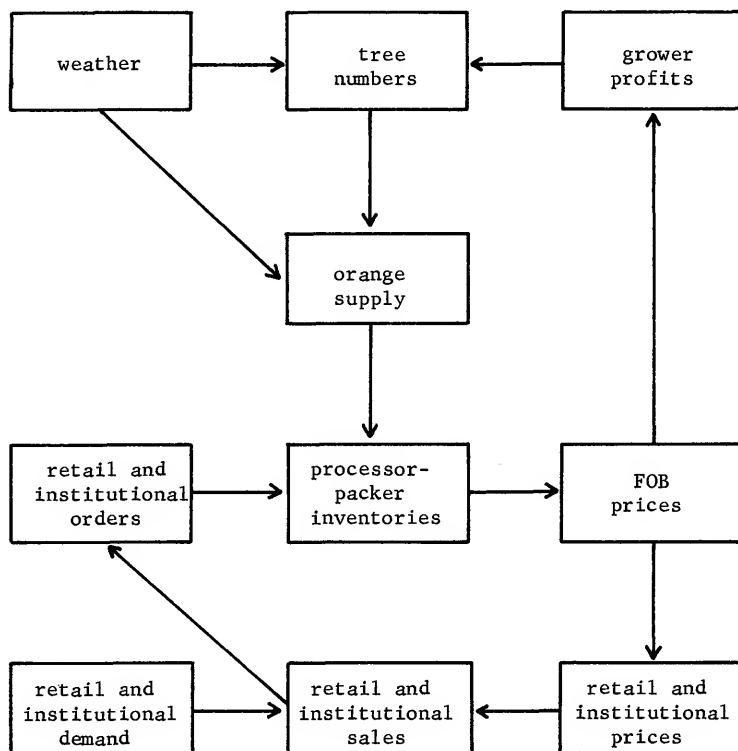 weather
tree
numbers
grower
profits
orange
supply
retail and
institutional
orders
processor-
packer
inventories
FOB
prices
retail and
institutional
demand
retail and
institutional
sales
retail and
institutional
prices